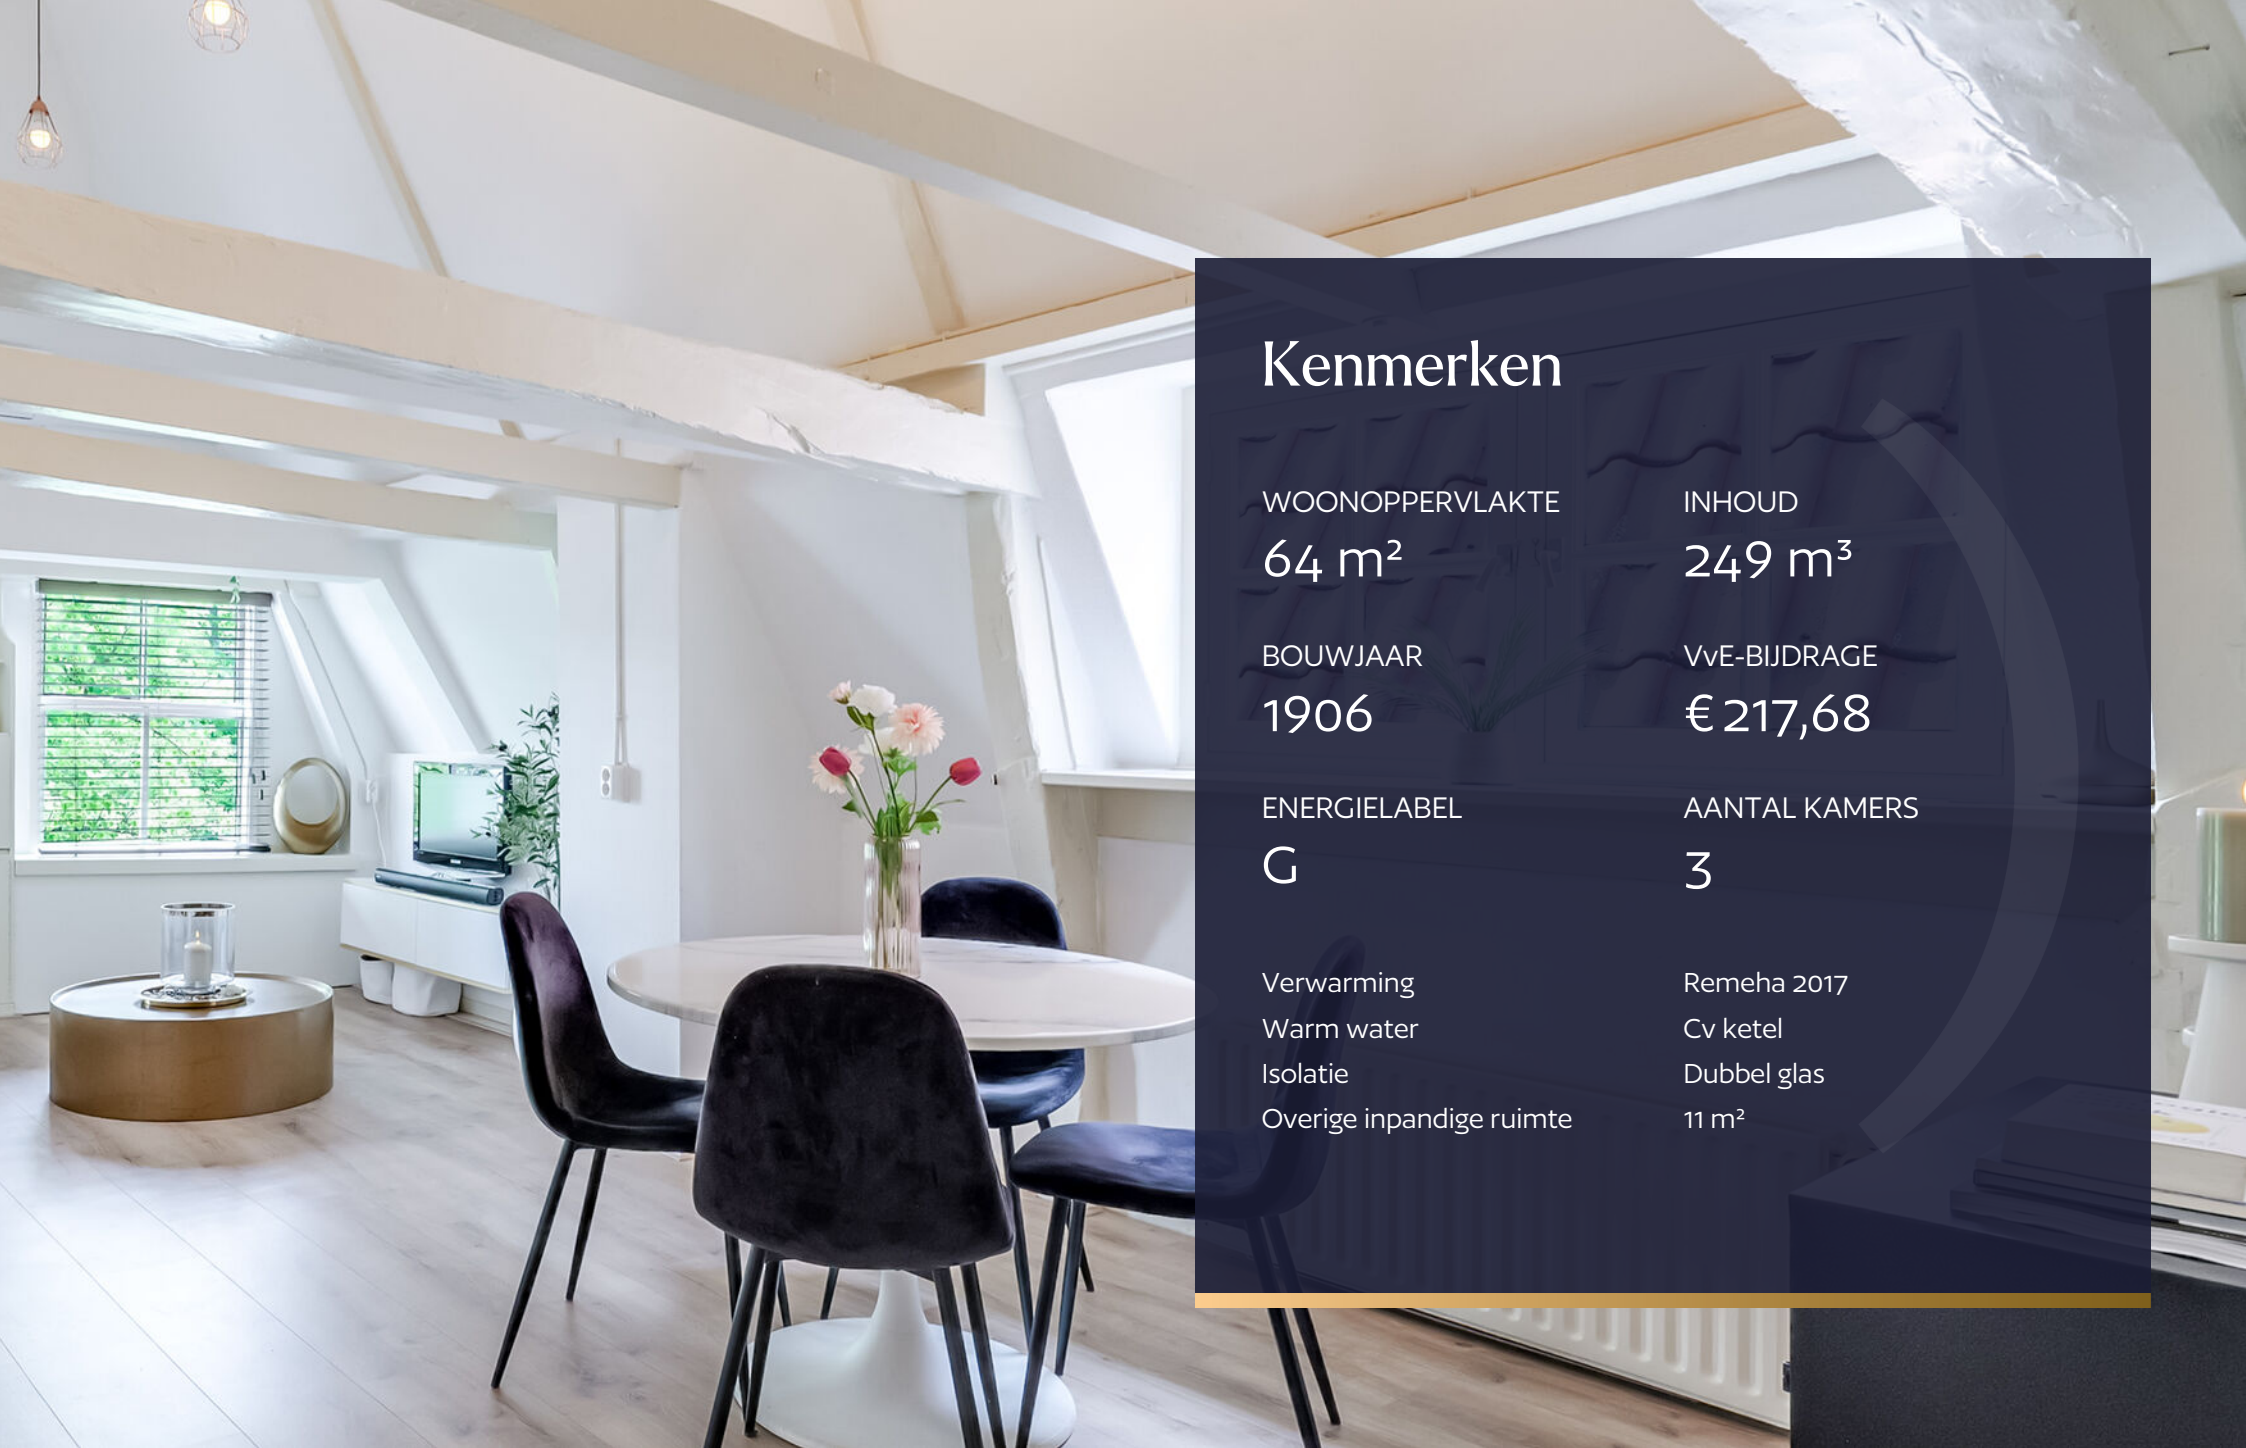 Kenmerken
WOONOPPERVLAKTE
64 m²
INHOUD
249 m³
BOUWJAAR
1906
VvE-BIJDRAGE
€ 217,68
ENERGIELABEL
G
AANTAL KAMERS
3
Verwarming Remeha 2017
Warm water Cv ketel
Isolatie Dubbel glas
Overige inpandige ruimte 11 m²